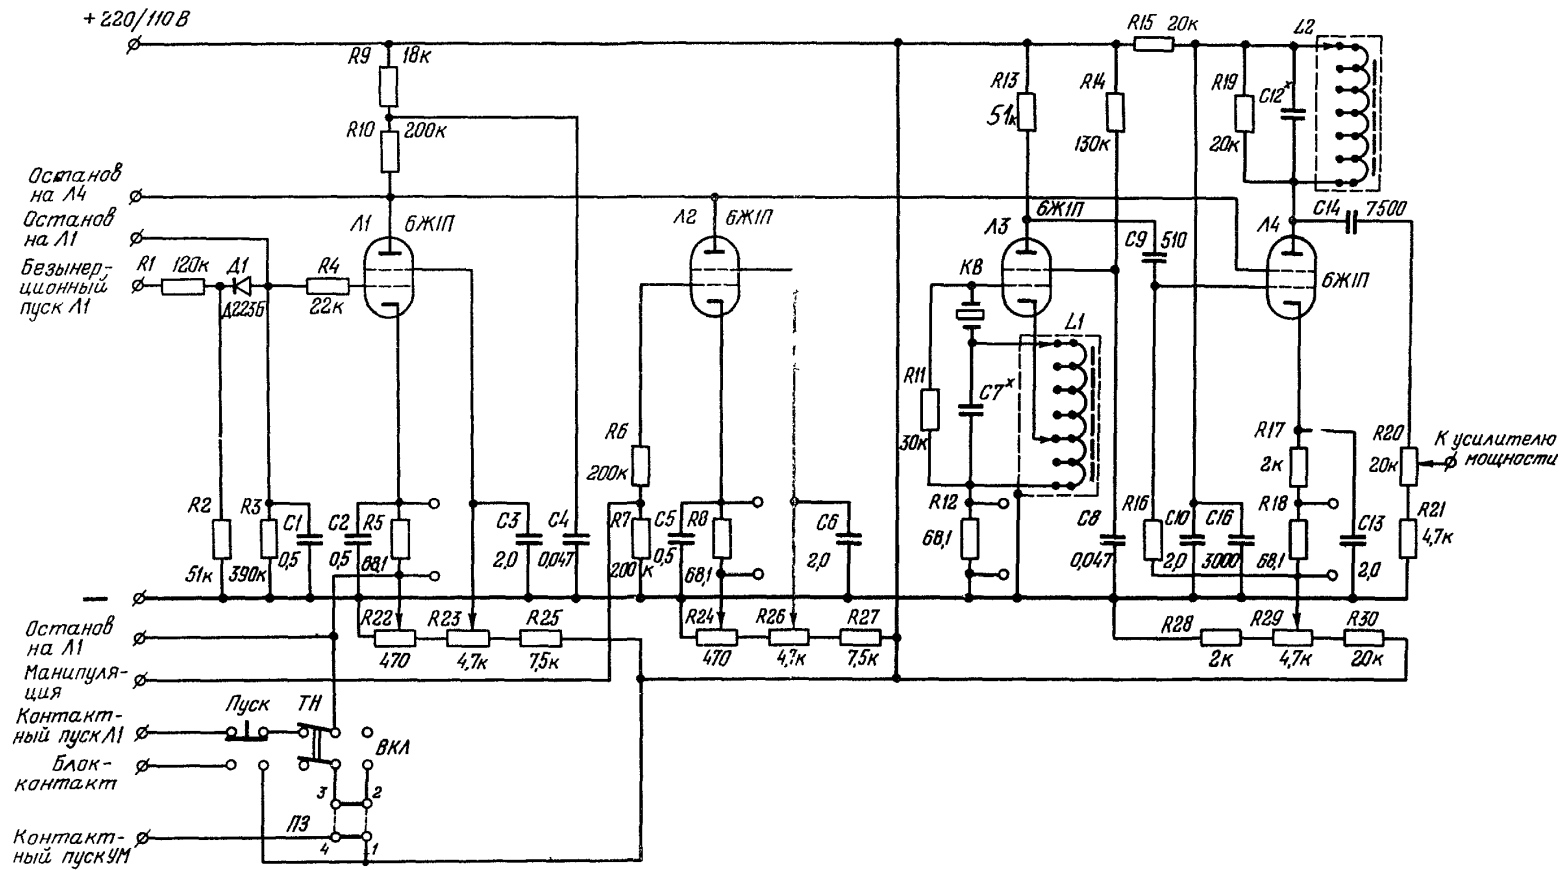 + 220/110 В
R9
18к
R10
200к
R13
51к
R14
130к
R15 20к
R19
20к
C12ˣ
L2
Останов
на Л4
Останов
на Л1
Безынер-
ционный
пуск Л1
R1
120к
Д1
Д223Б
R4
22к
Л1
6Ж1П
Л2
6Ж1П
Л3
6Ж1П
C9
510
Л4
6Ж1П
C14
7500
КВ
L1
R11
30к
C7ˣ
R6
200к
R2
51к
R3
390к
C1
0,5
C2
0,5
R5
68,1
C3
2,0
C4
0,047
R7
200к
C5
0,5
R8
68,1
C6
2,0
R12
68,1
C8
0,047
R16
C10
2,0
C16
3000
R17
2к
R18
68,1
C13
2,0
R20
20к
К усилителю
мощности
R21
4,7к
—
R22
470
R23
4,7к
R25
7,5к
R24
470
R26
4,7к
R27
7,5к
R28
2к
R29
4,7к
R30
20к
Останов
на Л1
Манипуля-
ция
Контакт-
ный пуск Л1
Пуск
ТН
ВКЛ
Блок-
контакт
3
2
ПЗ
4
1
Контакт-
ный пуск УМ